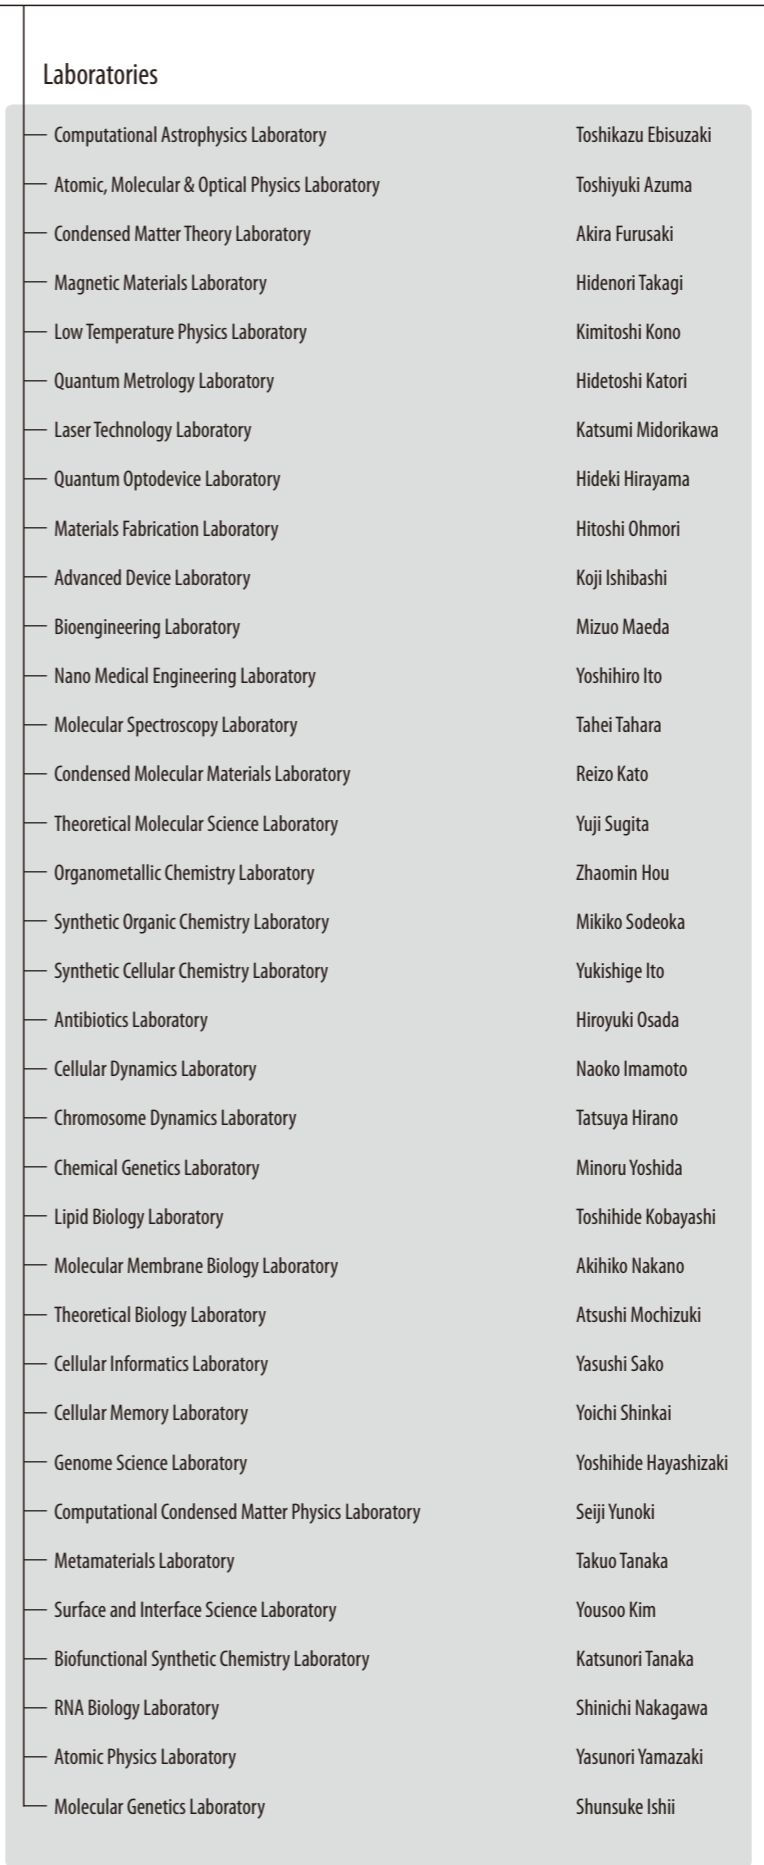 Laboratories
Computational Astrophysics Laboratory Toshikazu Ebisuzaki
Atomic, Molecular & Optical Physics Laboratory Toshiyuki Azuma
Condensed Matter Theory Laboratory Akira Furusaki
Magnetic Materials Laboratory Hidenori Takagi
Low Temperature Physics Laboratory Kimitoshi Kono
Quantum Metrology Laboratory Hidetoshi Katori
Laser Technology Laboratory Katsumi Midorikawa
Quantum Optodevice Laboratory Hideki Hirayama
Materials Fabrication Laboratory Hitoshi Ohmori
Advanced Device Laboratory Koji Ishibashi
Bioengineering Laboratory Mizuo Maeda
Nano Medical Engineering Laboratory Yoshihiro Ito
Molecular Spectroscopy Laboratory Tahei Tahara
Condensed Molecular Materials Laboratory Reizo Kato
Theoretical Molecular Science Laboratory Yuji Sugita
Organometallic Chemistry Laboratory Zhaomin Hou
Synthetic Organic Chemistry Laboratory Mikiko Sodeoka
Synthetic Cellular Chemistry Laboratory Yukishige Ito
Antibiotics Laboratory Hiroyuki Osada
Cellular Dynamics Laboratory Naoko Imamoto
Chromosome Dynamics Laboratory Tatsuya Hirano
Chemical Genetics Laboratory Minoru Yoshida
Lipid Biology Laboratory Toshihide Kobayashi
Molecular Membrane Biology Laboratory Akihiko Nakano
Theoretical Biology Laboratory Atsushi Mochizuki
Cellular Informatics Laboratory Yasushi Sako
Cellular Memory Laboratory Yoichi Shinkai
Genome Science Laboratory Yoshihide Hayashizaki
Computational Condensed Matter Physics Laboratory Seiji Yunoki
Metamaterials Laboratory Takuo Tanaka
Surface and Interface Science Laboratory Yousoo Kim
Biofunctional Synthetic Chemistry Laboratory Katsunori Tanaka
RNA Biology Laboratory Shinichi Nakagawa
Atomic Physics Laboratory Yasunori Yamazaki
Molecular Genetics Laboratory Shunsuke Ishii